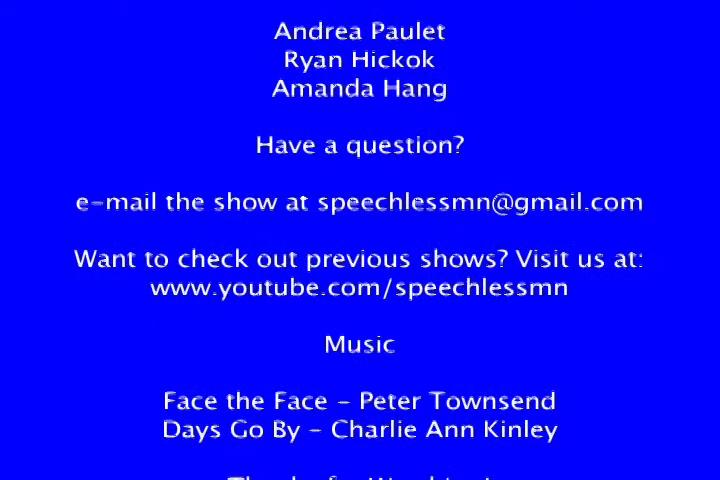 Andrea Paulet
Ryan Hickok
Amanda Hang
Have a question?
e-mail the show at speechlessmn@gmail.com
Want to check out previous shows? Visit us at:
www.youtube.com/speechlessmn
Music
Face the Face - Peter Townsend
Days Go By - Charlie Ann Kinley